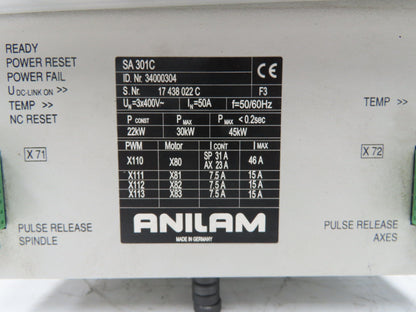 READY
POWER RESET
POWER FAIL
U DC-LINK ON >>
TEMP >>
NC RESET
X 71
PULSE RELEASE
SPINDLE
SA 301C
CE
ID. Nr. 34000304
S. Nr. 17 438 022 C F3
UN=3x400V~ IN=50A f=50/60Hz
P CONST P MAX P MAX < 0.2sec
22kW 30kW 45kW
PWM Motor I CONT I MAX
X110 X80 SP 31 A AX 23 A 46 A
X111 X81 7.5 A 15 A
X112 X82 7.5 A 15 A
X113 X83 7.5 A 15 A
ANILAM
MADE IN GERMANY
TEMP >>
X 72
PULSE RELEASE
AXES